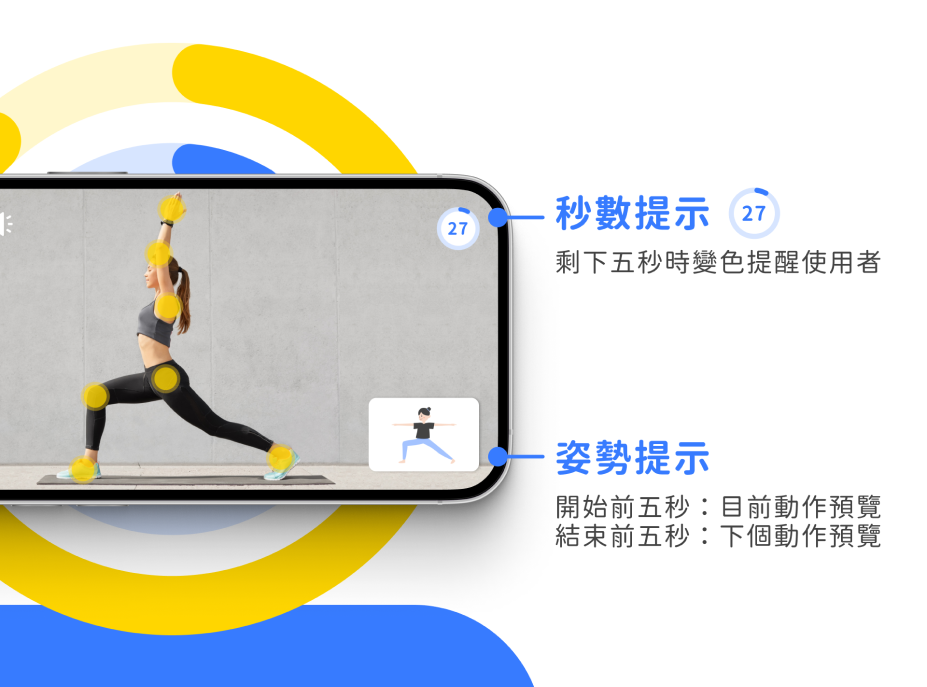 27
秒數提示 27
剩下五秒時變色提醒使用者
姿勢提示
開始前五秒：目前動作預覽
結束前五秒：下個動作預覽